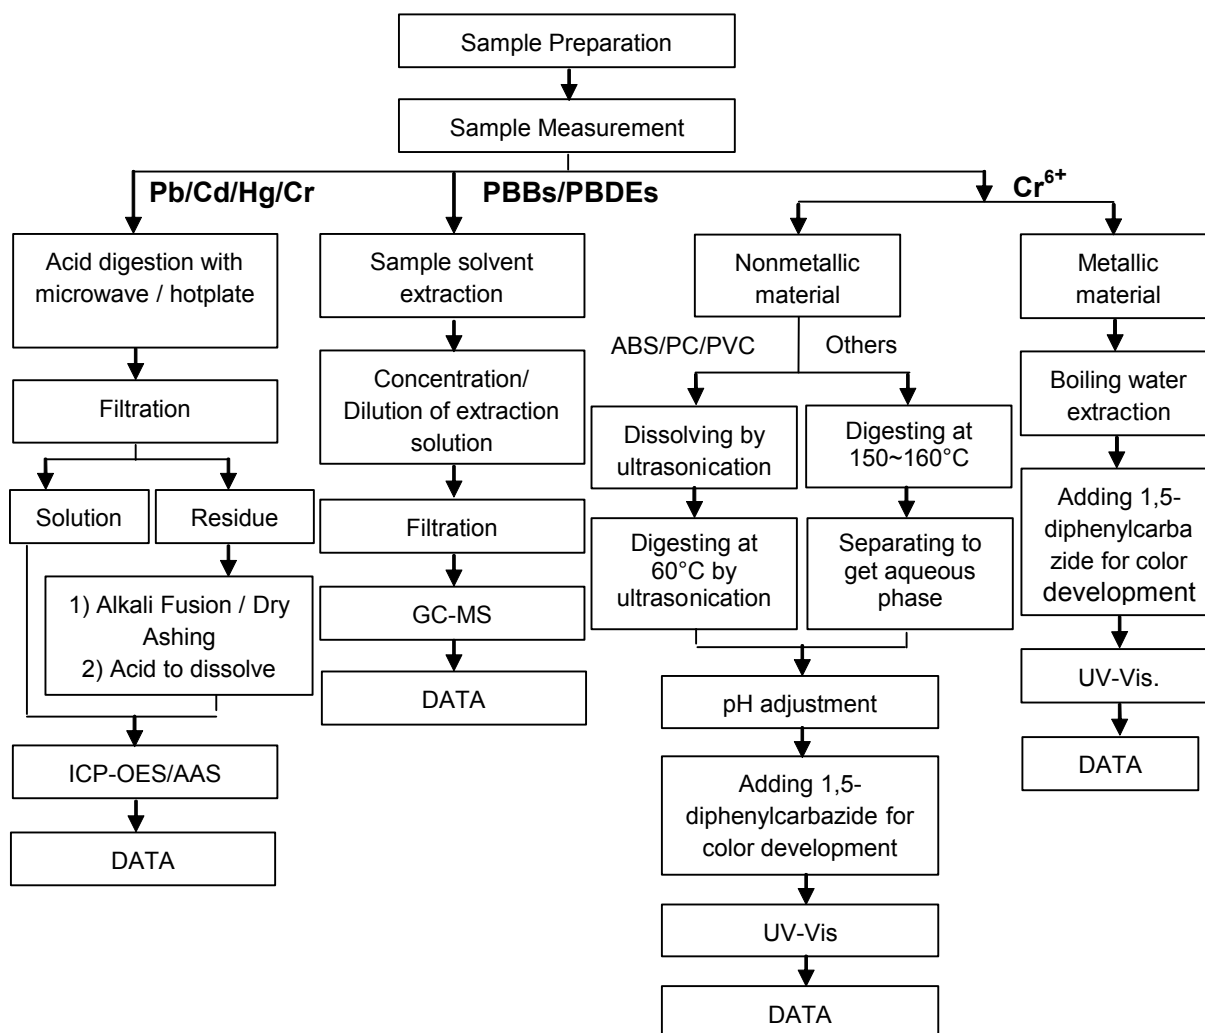 Sample Preparation
Sample Measurement
Pb/Cd/Hg/Cr
PBBs/PBDEs
Cr6+
Acid digestion with
microwave / hotplate
Filtration
Solution
Residue
1) Alkali Fusion / Dry
Ashing
2) Acid to dissolve
ICP-OES/AAS
DATA
Sample solvent
extraction
Concentration/
Dilution of extraction
solution
Filtration
GC-MS
DATA
Nonmetallic
material
ABS/PC/PVC
Others
Dissolving by
ultrasonication
Digesting at
60°C by
ultrasonication
Digesting at
150~160°C
Separating to
get aqueous
phase
pH adjustment
Adding 1,5-
diphenylcarbazide for
color development
UV-Vis
DATA
Metallic
material
Boiling water
extraction
Adding 1,5-
diphenylcarba
zide for color
development
UV-Vis.
DATA